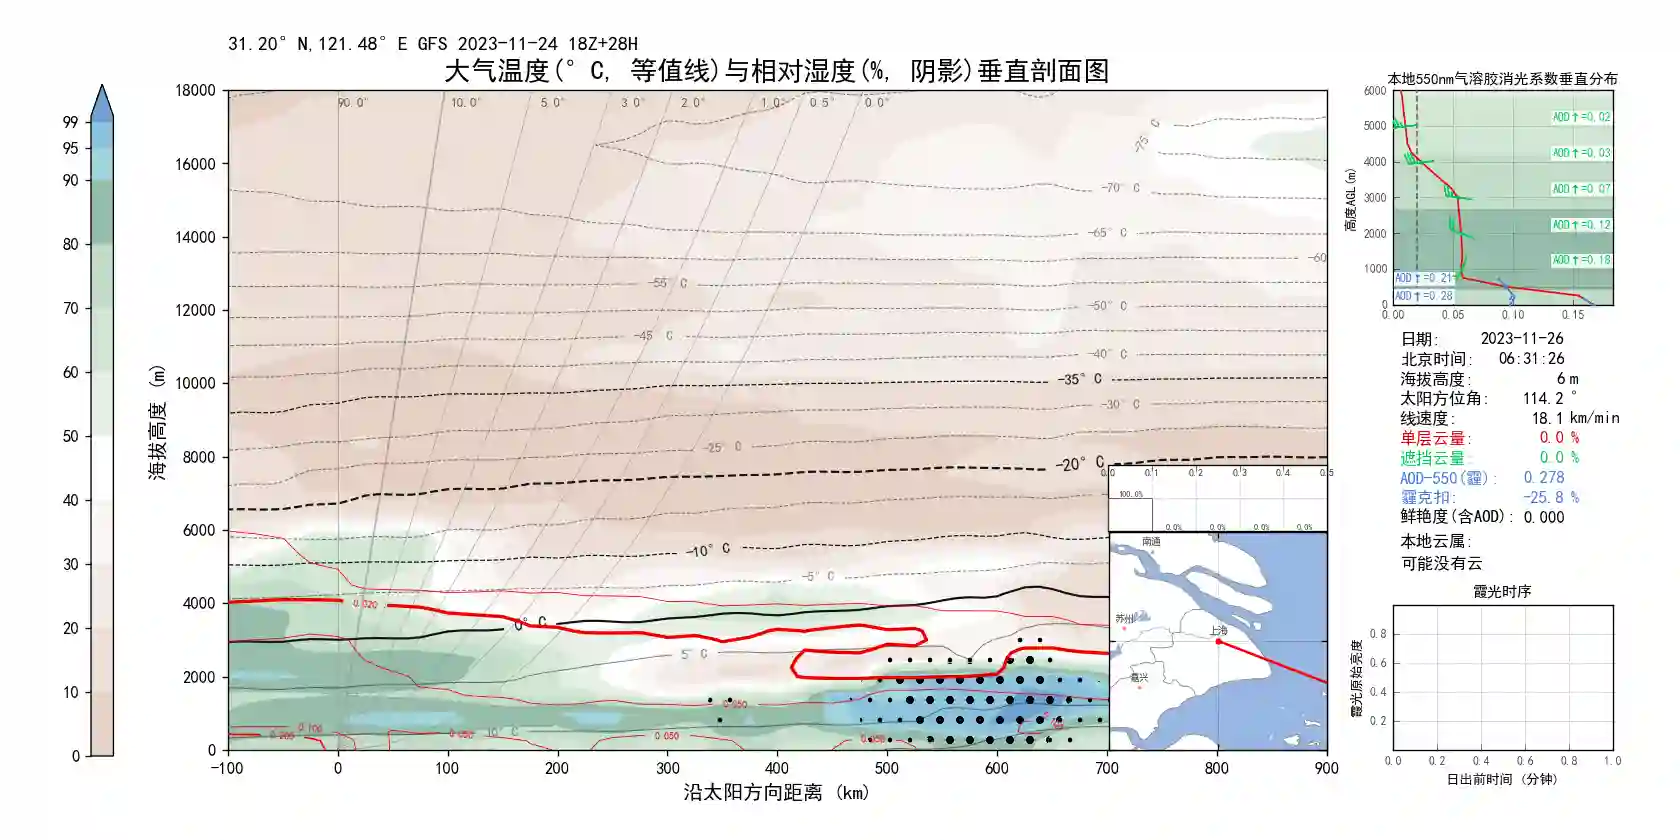 31.20° N,121.48° E GFS 2023-11-24 18Z+28H
大气温度(° C, 等值线)与相对湿度(%, 阴影)垂直剖面图
99
95
90
80
70
60
50
40
30
20
10
0
海拔高度 (m)
18000
16000
14000
12000
10000
8000
6000
4000
2000
0
90.0° 10.0° 5.0° 3.0° 2.0° 1.0° 0.5° 0.0°
-75° C
-70° C
-65° C
-60
-55° C
-50° C
-45° C
-40° C
-35° C
-30° C
-25° C
-20° C
-10° C
-5° C
0° C
5° C
10° C
0.020
0.050
0.200 0.100 0.050 0.050 0.050
-100 0 100 200 300 400 500 600 700 800 900
沿太阳方向距离 (km)
0.0 0.1 0.2 0.3 0.4 0.5
100.0%
0.0% 0.0% 0.0% 0.0%
南通
苏州
上海
嘉兴
本地550nm气溶胶消光系数垂直分布
高度AGL(m)
6000
5000
4000
3000
2000
1000
0
AOD↑=0.02
AOD↑=0.03
AOD↑=0.07
AOD↑=0.12
AOD↑=0.18
AOD↑=0.21
AOD↑=0.28
0.00 0.05 0.10 0.15
日期: 2023-11-26
北京时间: 06:31:26
海拔高度: 6 m
太阳方位角: 114.2 °
线速度: 18.1 km/min
单层云量: 0.0 %
遮挡云量: 0.0 %
AOD-550(霾): 0.278
霾克扣: -25.8 %
鲜艳度(含AOD): 0.000
本地云属:
可能没有云
霞光时序
霞光原始亮度
0.8
0.6
0.4
0.2
0.0 0.2 0.4 0.6 0.8 1.0
日出前时间 (分钟)